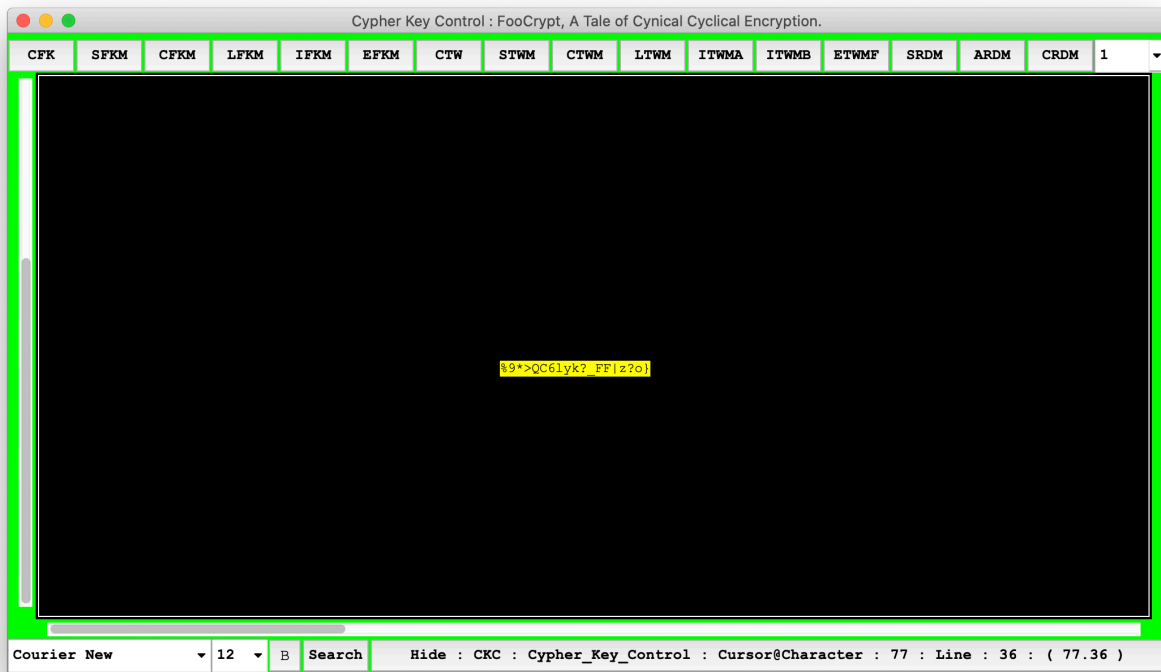 Cypher Key Control : FooCrypt, A Tale of Cynical Cyclical Encryption.
CFK SFKM CFKM LFKM IFKM EFKM CTW STWM CTWM LTWM ITWMA ITWMB ETWMF SRDM ARDM CRDM 1
%9*>QC6lyk?_FF|z?o}
Courier New 12 B Search Hide : CKC : Cypher_Key_Control : Cursor@Character : 77 : Line : 36 : ( 77.36 )